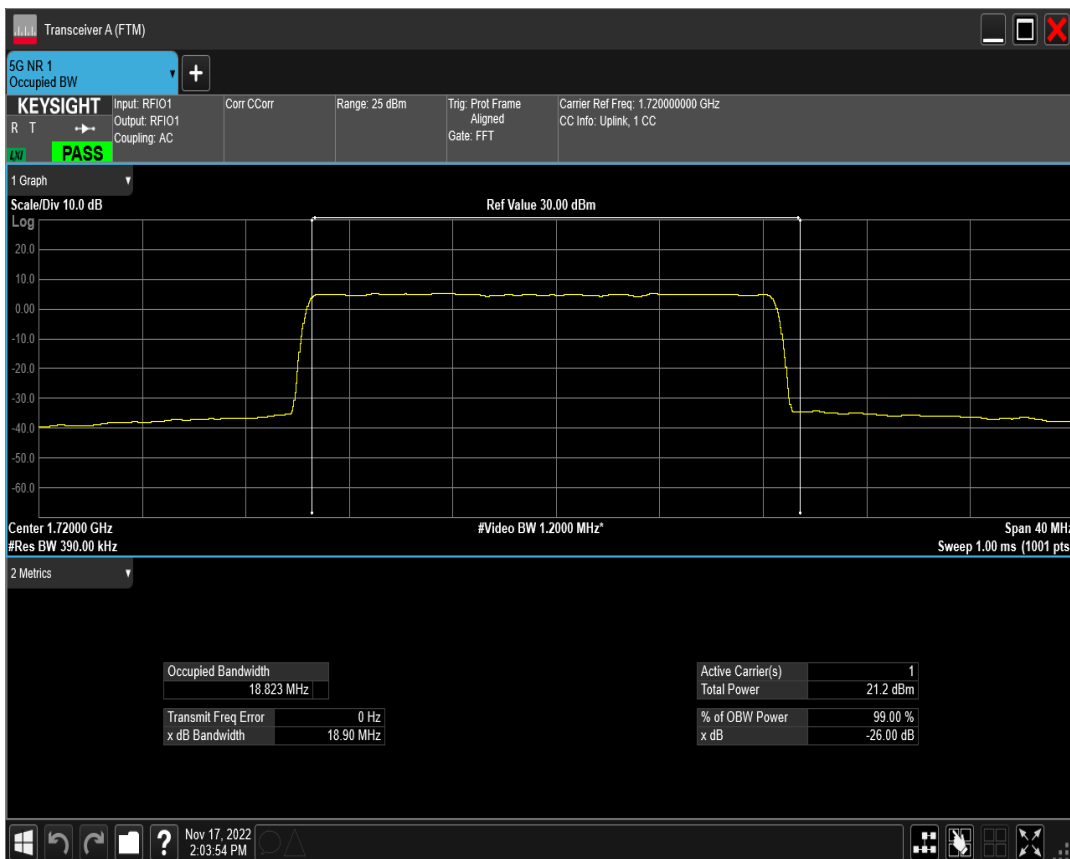 Transceiver A (FTM)
5G NR 1
Occupied BW
+
KEYSIGHT
R T
LXI
PASS
Input: RFIO1
Output: RFIO1
Coupling: AC
Corr CCorr
Range: 25 dBm
Trig: Prot Frame
Aligned
Gate: FFT
Carrier Ref Freq: 1.720000000 GHz
CC Info: Uplink, 1 CC
1 Graph
Scale/Div 10.0 dB
Ref Value 30.00 dBm
Log
20.0
10.0
0.00
-10.0
-20.0
-30.0
-40.0
-50.0
-60.0
Center 1.72000 GHz
#Video BW 1.2000 MHz*
Span 40 MHz
#Res BW 390.00 kHz
Sweep 1.00 ms (1001 pts
2 Metrics
Occupied Bandwidth
18.823 MHz
Transmit Freq Error 0 Hz
x dB Bandwidth 18.90 MHz
Active Carrier(s) 1
Total Power 21.2 dBm
% of OBW Power 99.00 %
x dB -26.00 dB
?
Nov 17, 2022
2:03:54 PM